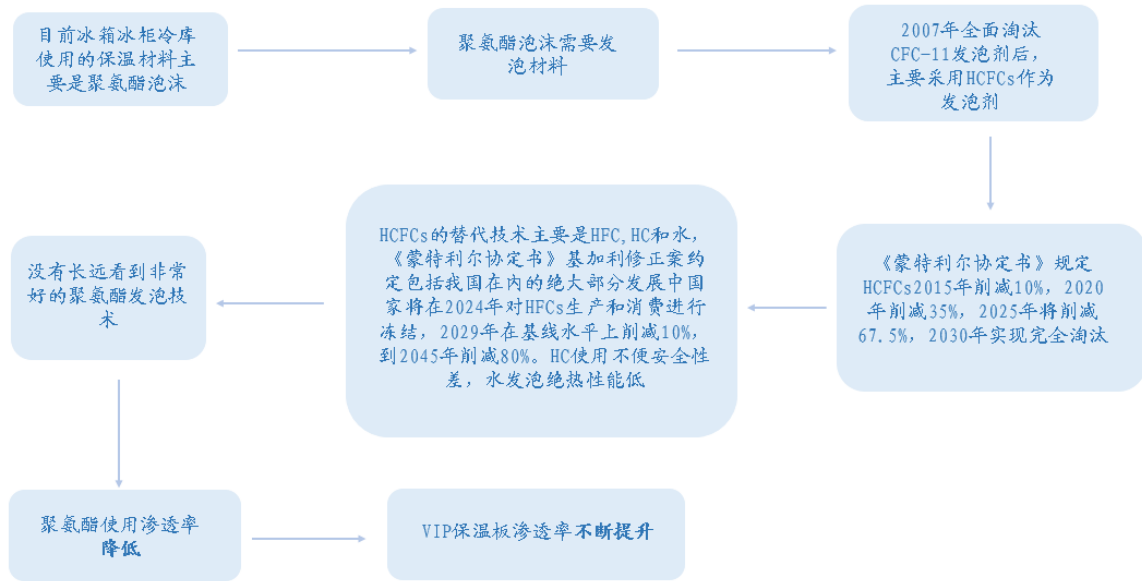 目前冰箱冰柜冷库
使用的保温材料主
要是聚氨酯泡沫
聚氨酯泡沫需要发
泡材料
2007年全面淘汰
CFC-11发泡剂后，
主要采用HCFCs作为
发泡剂
《蒙特利尔协定书》规定
HCFCs2015年削减10%，2020
年削减35%，2025年将削减
67.5%，2030年实现完全淘汰
HCFCs的替代技术主要是HFC,HC和水，
《蒙特利尔协定书》基加利修正案约
定包括我国在内的绝大部分发展中国
家将在2024年对HFCs生产和消费进行
冻结，2029年在基线水平上削减10%，
到2045年削减80%。HC使用不便安全性
差，水发泡绝热性能低
没有长远看到非常
好的聚氨酯发泡技
术
聚氨酯使用渗透率
降低
VIP保温板渗透率不断提升